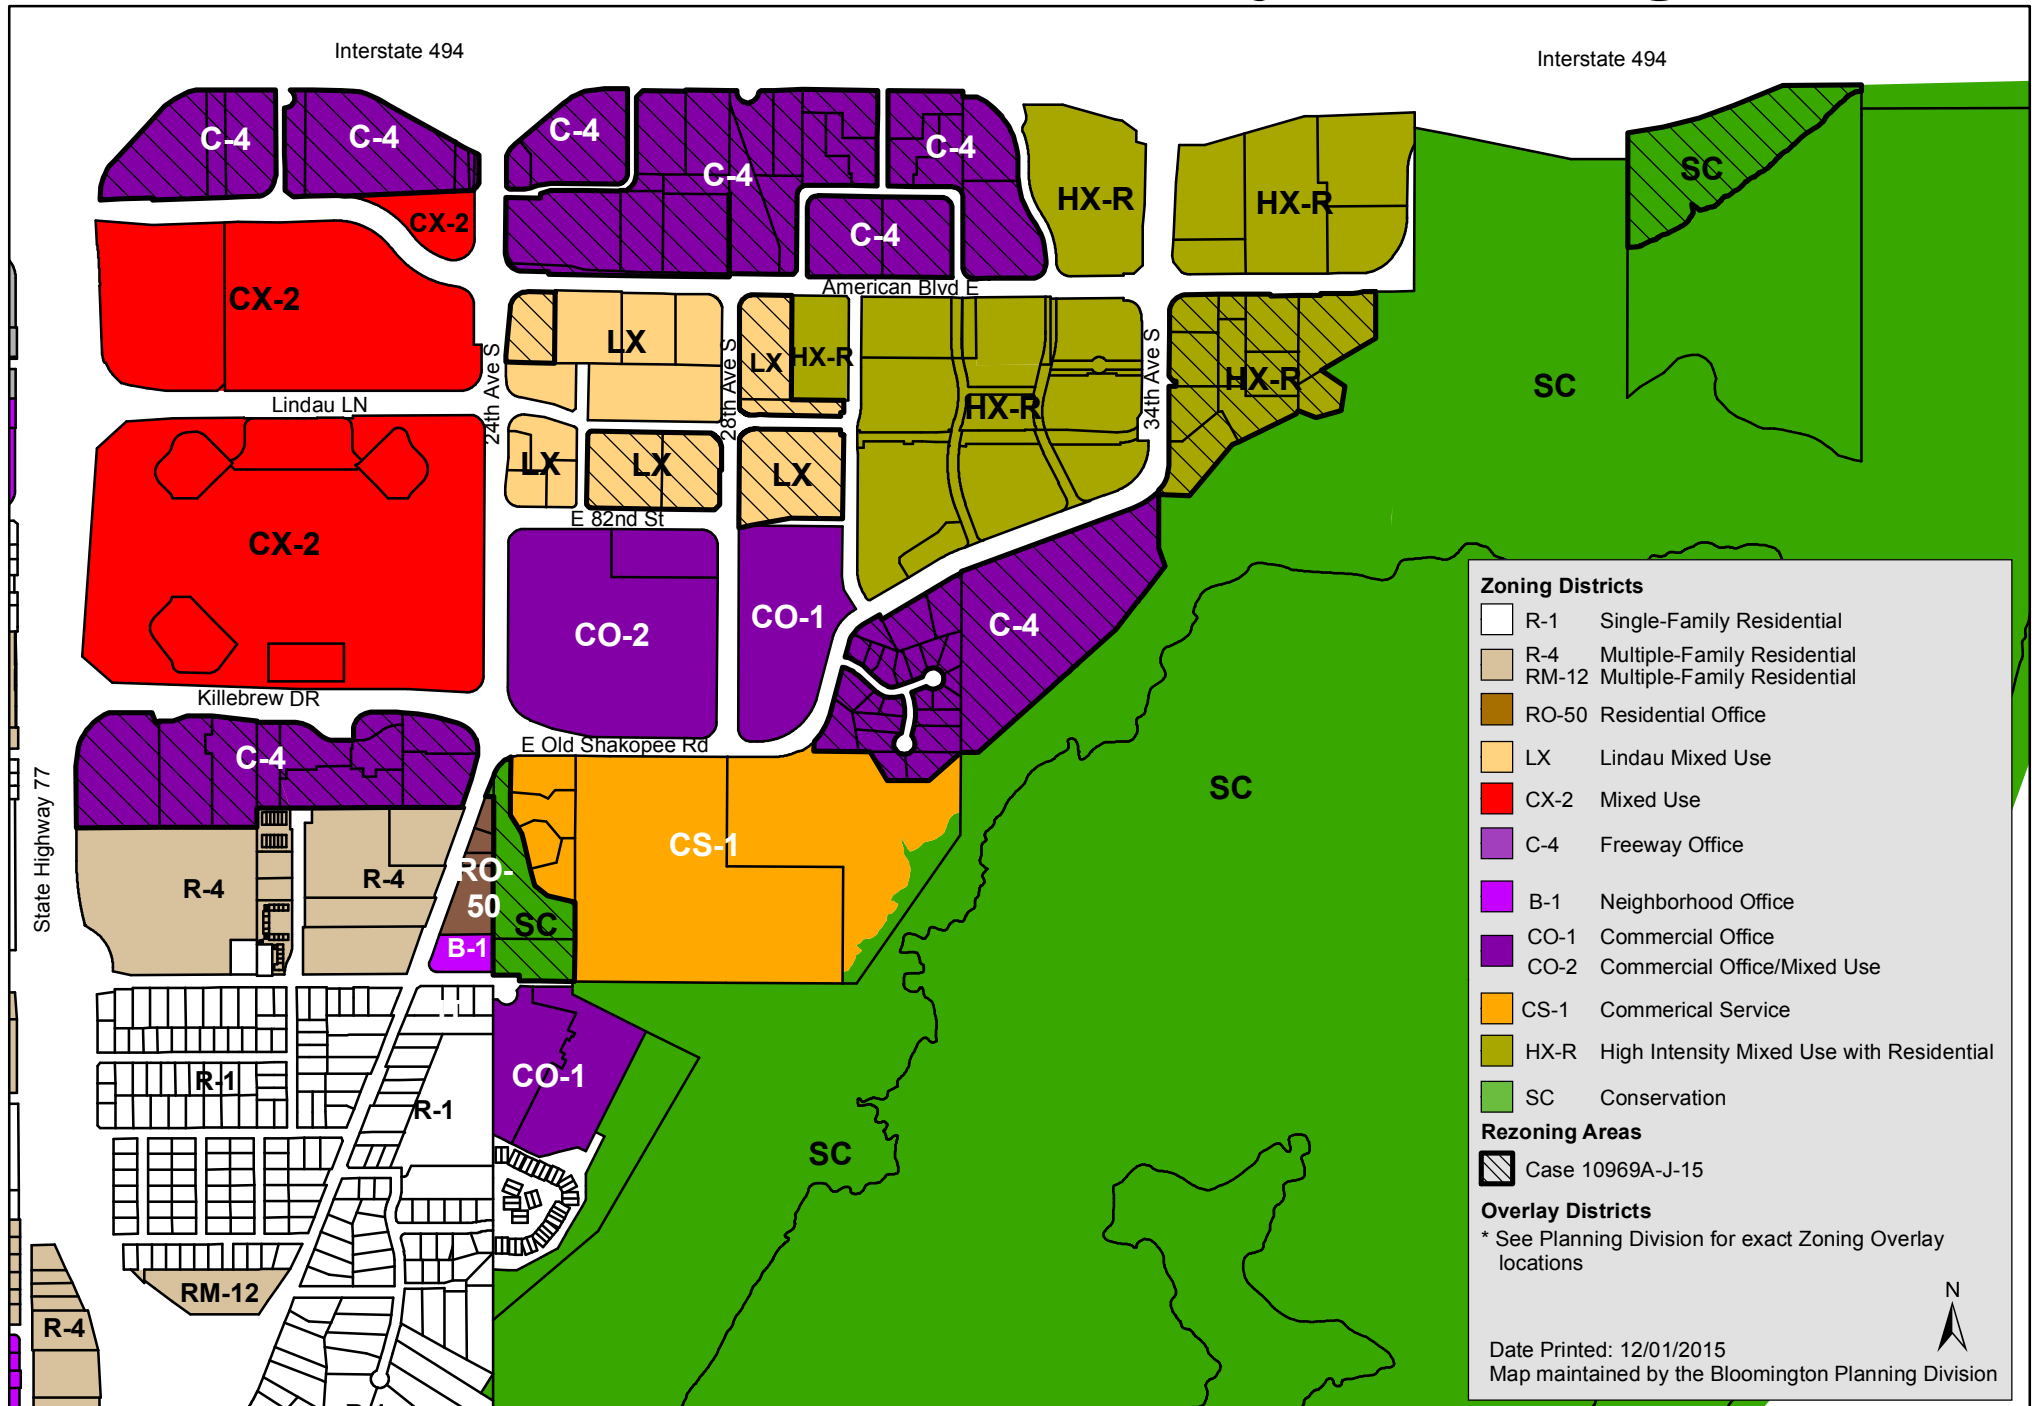 Interstate 494
Interstate 494
C-4
C-4
C-4
C-4
C-4
C-4
SC
HX-R
HX-R
CX-2
CX-2
American Blvd E
LX
LX
HX-R
24th Ave S
28th Ave S
34th Ave S
HX-R
HX-R
SC
Lindau LN
LX
LX
LX
E 82nd St
CX-2
CO-2
CO-1
C-4
Killebrew DR
E Old Shakopee Rd
C-4
State Highway 77
SC
CS-1
R-4
R-4
RO-
50
SC
B-1
R-1
R-1
CO-1
SC
RM-12
R-4
Zoning Districts
R-1 Single-Family Residential
R-4 Multiple-Family Residential
RM-12 Multiple-Family Residential
RO-50 Residential Office
LX Lindau Mixed Use
CX-2 Mixed Use
C-4 Freeway Office
B-1 Neighborhood Office
CO-1 Commercial Office
CO-2 Commercial Office/Mixed Use
CS-1 Commerical Service
HX-R High Intensity Mixed Use with Residential
SC Conservation
Rezoning Areas
Case 10969A-J-15
Overlay Districts
* See Planning Division for exact Zoning Overlay
locations
N
Date Printed: 12/01/2015
Map maintained by the Bloomington Planning Division